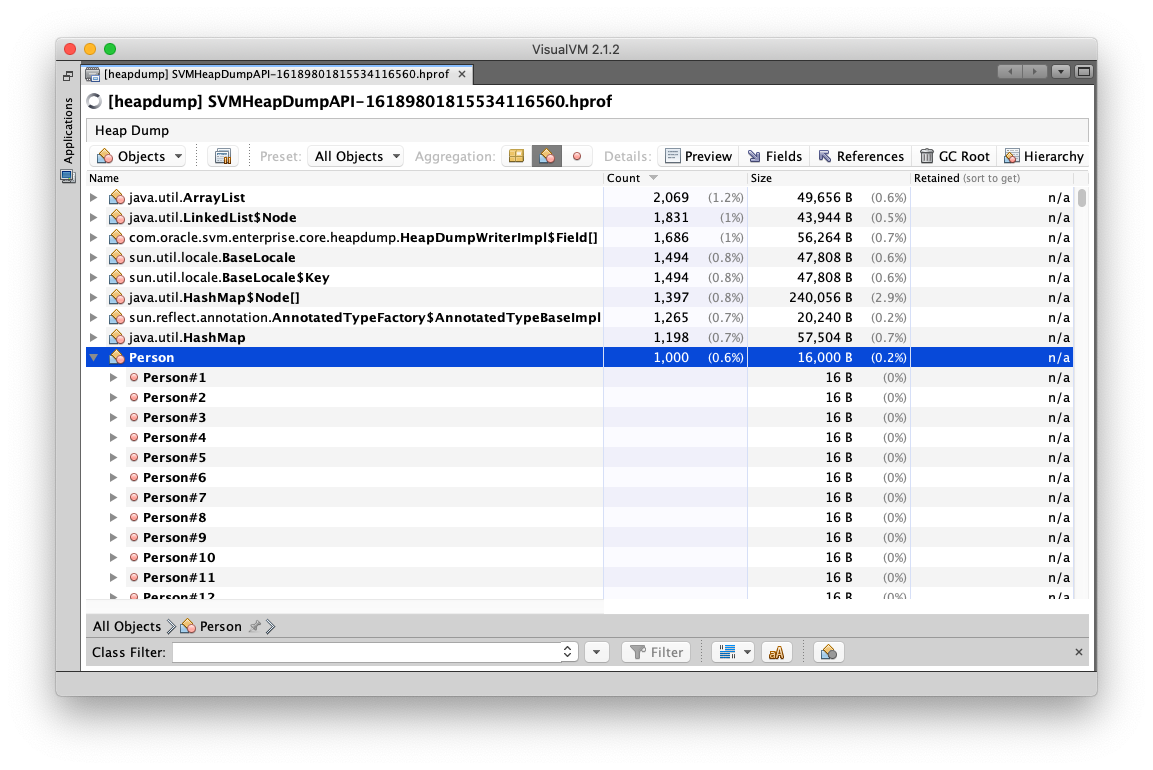 VisualVM 2.1.2
Applications
[heapdump] SVMHeapDumpAPI-16189801815534116560.hprof
[heapdump] SVMHeapDumpAPI-16189801815534116560.hprof
Heap Dump
Objects Preset: All Objects Aggregation: Details: Preview Fields References GC Root Hierarchy
Name Count Size Retained (sort to get)
java.util.ArrayList 2,069 (1.2%) 49,656 B (0.6%) n/a
java.util.LinkedList$Node 1,831 (1%) 43,944 B (0.5%) n/a
com.oracle.svm.enterprise.core.heapdump.HeapDumpWriterImpl$Field[] 1,686 (1%) 56,264 B (0.7%) n/a
sun.util.locale.BaseLocale 1,494 (0.8%) 47,808 B (0.6%) n/a
sun.util.locale.BaseLocale$Key 1,494 (0.8%) 47,808 B (0.6%) n/a
java.util.HashMap$Node[] 1,397 (0.8%) 240,056 B (2.9%) n/a
sun.reflect.annotation.AnnotatedTypeFactory$AnnotatedTypeBaseImpl 1,265 (0.7%) 20,240 B (0.2%) n/a
java.util.HashMap 1,198 (0.7%) 57,504 B (0.7%) n/a
Person 1,000 (0.6%) 16,000 B (0.2%) n/a
Person#1 16 B (0%) n/a
Person#2 16 B (0%) n/a
Person#3 16 B (0%) n/a
Person#4 16 B (0%) n/a
Person#5 16 B (0%) n/a
Person#6 16 B (0%) n/a
Person#7 16 B (0%) n/a
Person#8 16 B (0%) n/a
Person#9 16 B (0%) n/a
Person#10 16 B (0%) n/a
Person#11 16 B (0%) n/a
Person#12 16 B (0%) n/a
All Objects Person
Class Filter: Filter aA